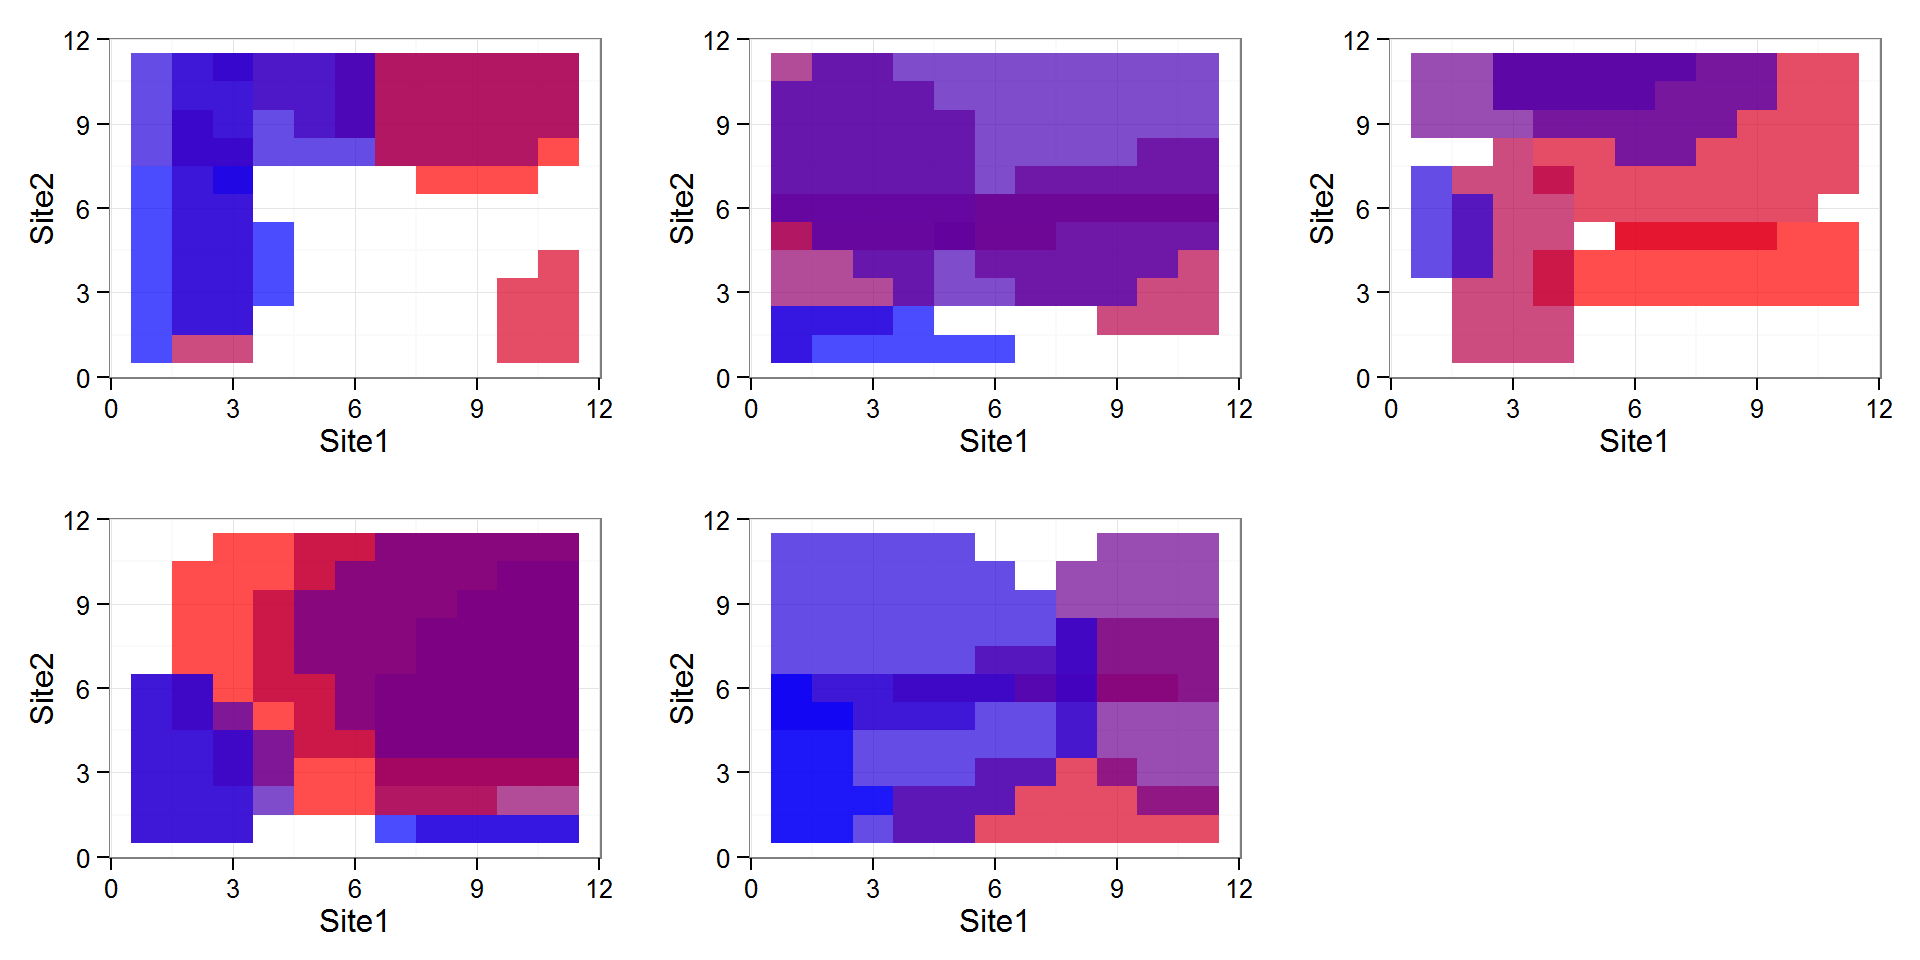 12 12 12
9 9 9
Site2 Site2 Site2
6 6 6
3 3 3
0 0 0
0 3 6 9 12 0 3 6 9 12 0 3 6 9 12
Site1 Site1 Site1
12 12
9 9
Site2 Site2
6 6
3 3
0 0
0 3 6 9 12 0 3 6 9 12
Site1 Site1